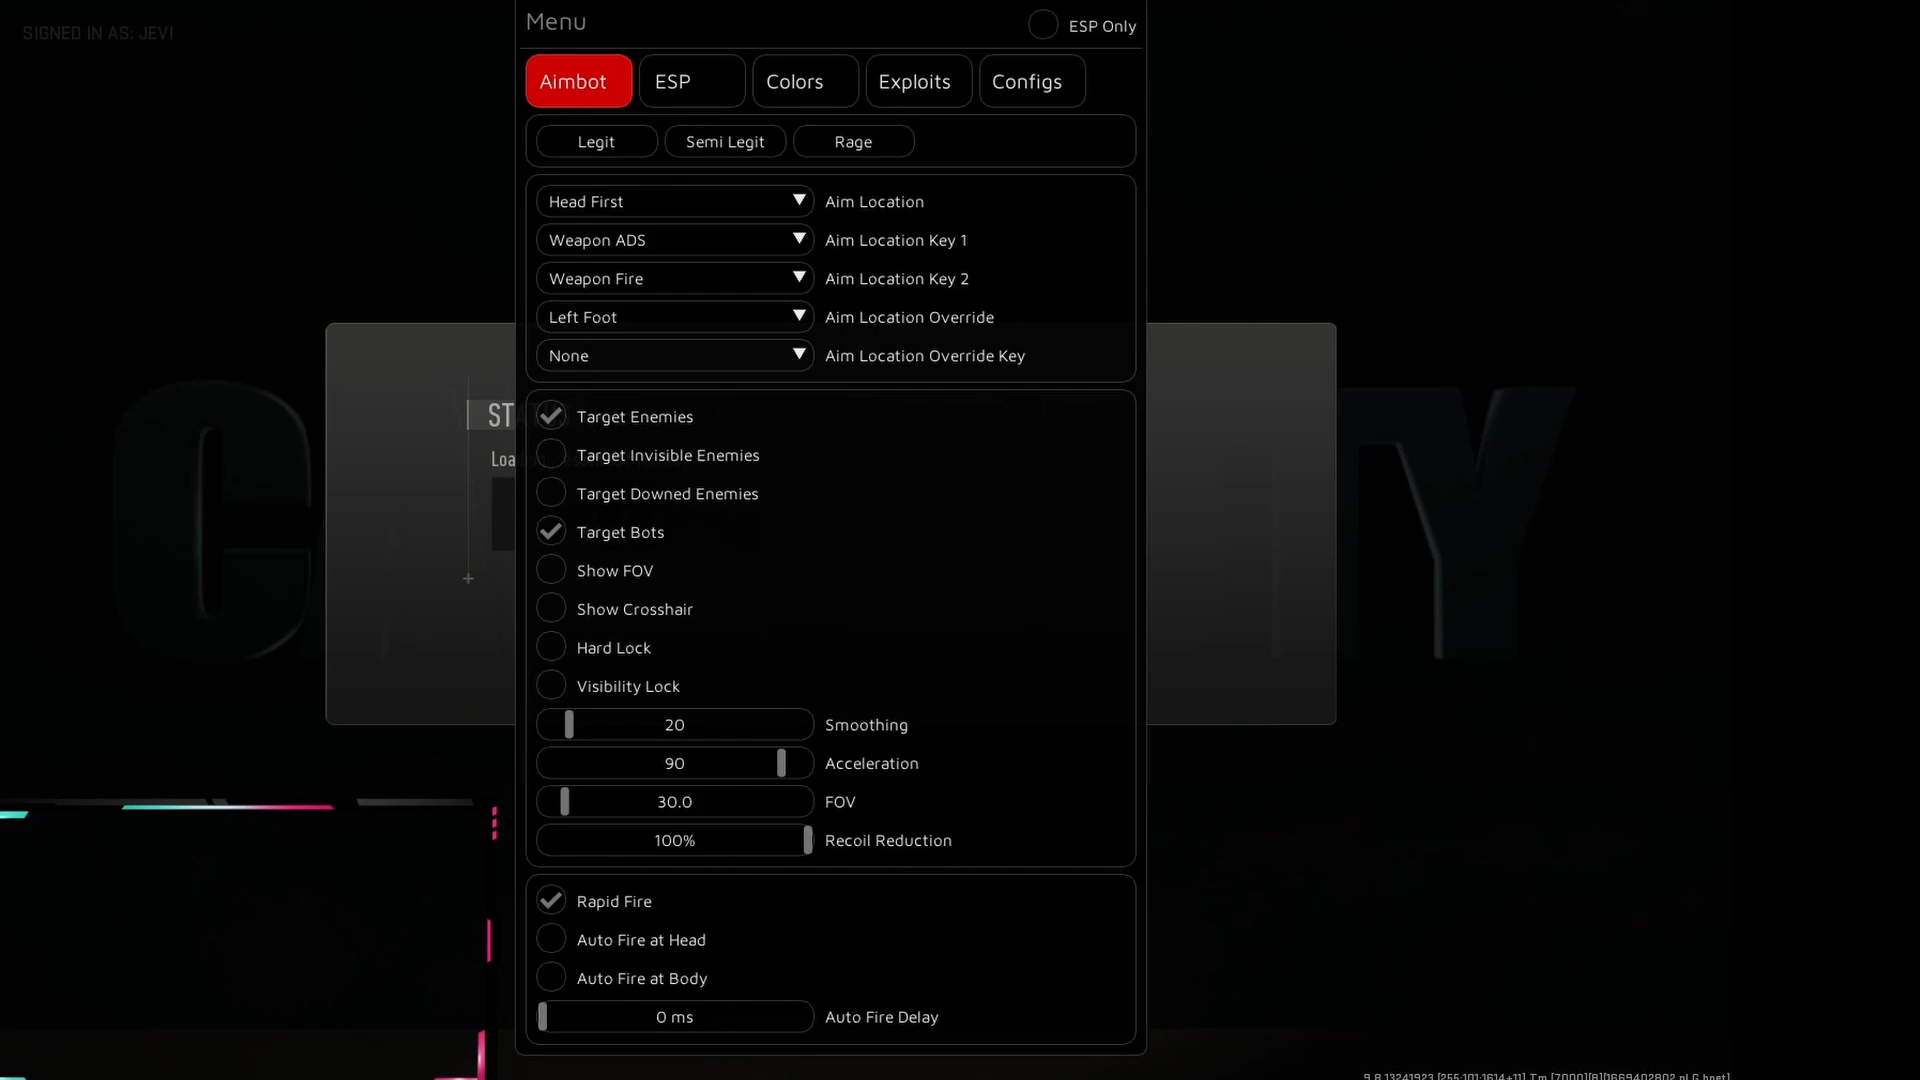 SIGNED IN AS: JEVI
Menu
ESP Only
Aimbot
ESP
Colors
Exploits
Configs
Legit
Semi Legit
Rage
Head First
Aim Location
Weapon ADS
Aim Location Key 1
Weapon Fire
Aim Location Key 2
Left Foot
Aim Location Override
None
Aim Location Override Key
Target Enemies
Target Invisible Enemies
Target Downed Enemies
Target Bots
Show FOV
Show Crosshair
Hard Lock
Visibility Lock
20
Smoothing
90
Acceleration
30.0
FOV
100%
Recoil Reduction
Rapid Fire
Auto Fire at Head
Auto Fire at Body
0 ms
Auto Fire Delay